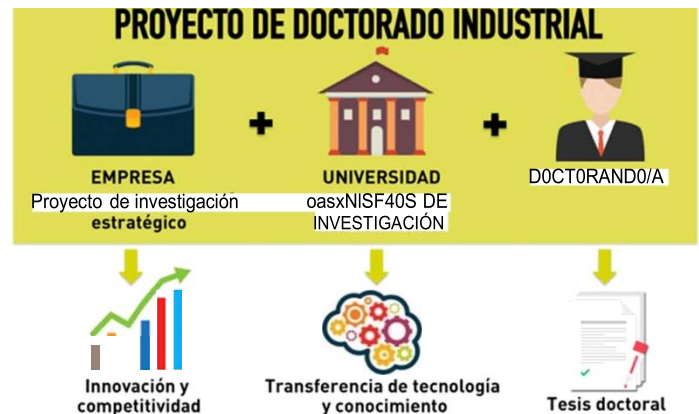 PROYECTO DE DOCTORADO INDUSTRIAL
EMPRESA
Proyecto de investigación
estratégico
UNIVERSIDAD
oasxNISF40S DE
INVESTIGACIÓN
D0CT0RAND0/A
Innovación y
competitividad
Transferencia de tecnología
y conocimiento
Tesis doctoral